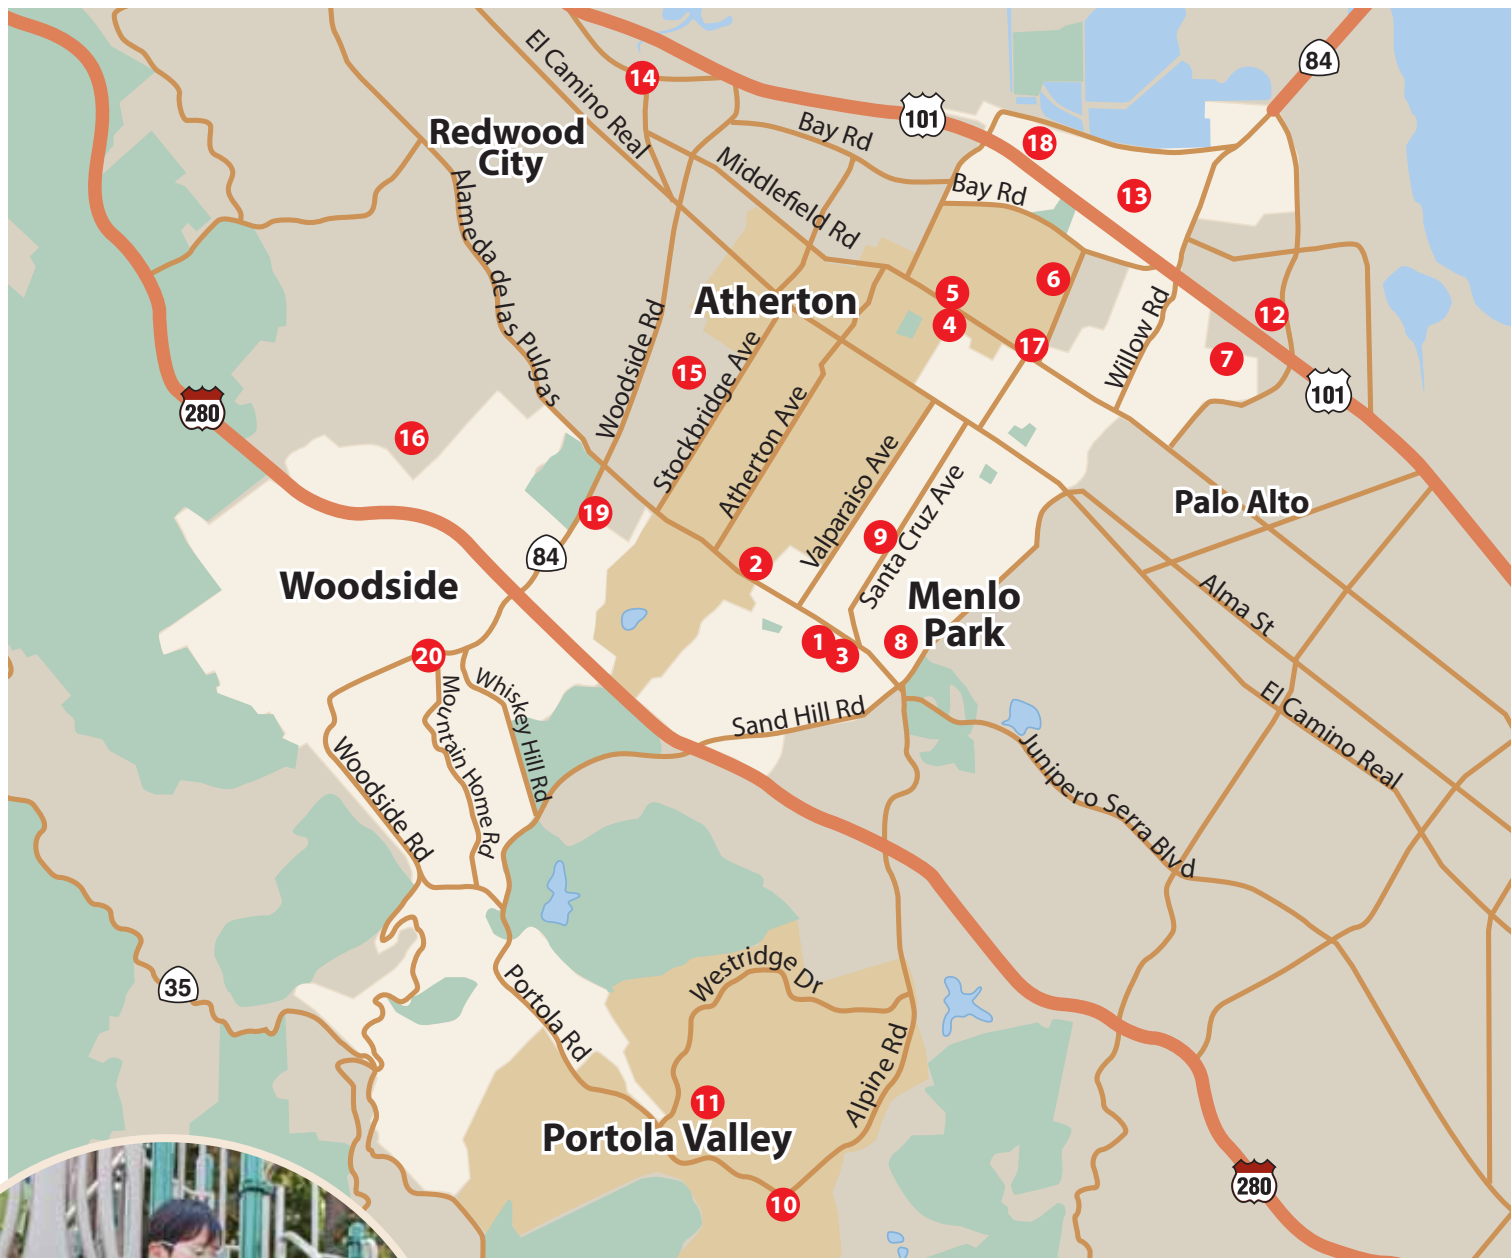 El Camino Real
14
84
101
Redwood
City
Bay Rd
18
Middlefield Rd
Bay Rd
13
Alameda de las Pulgas
Atherton
5
6
4
12
Woodside Rd
Willow Rd
17
7
15
Stockbridge Ave
101
280
16
Atherton Ave
Valparaiso Ave
Santa Cruz Ave
Palo Alto
19
9
84
2
Woodside
Menlo
Park
Alma St
1
3
8
20
Whiskey Hill Rd
Mountain Home Rd
Sand Hill Rd
El Camino Real
Woodside Rd
Junipero Serra Blvd
35
Westridge Dr
Portola Rd
Alpine Rd
11
Portola Valley
10
280